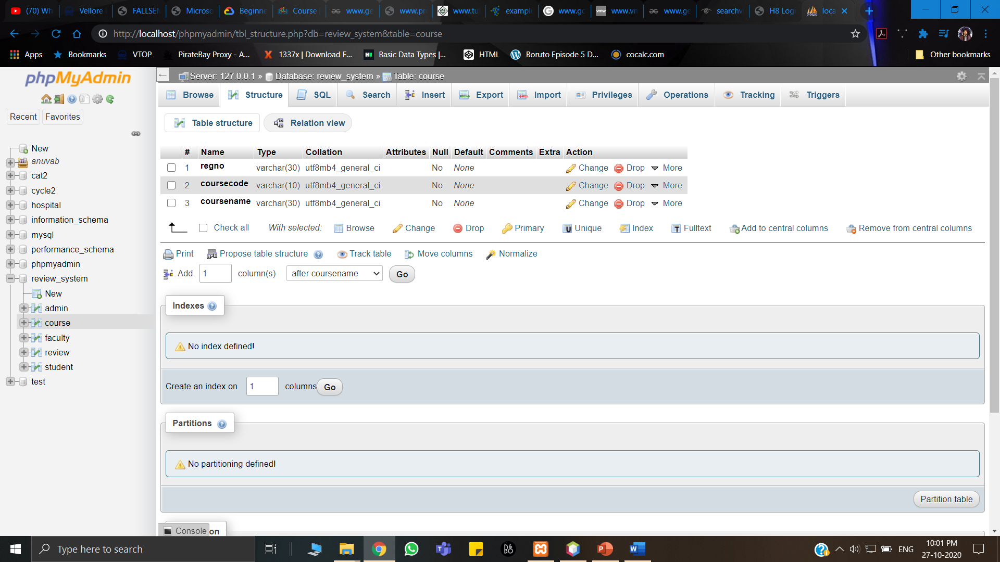 (70) Wh
Vellore
FALLSEM
Microso
Beginne
Course
www.ge
www.pr
www.tu
example
www.go
vmw www.vm
www.ge
searchv
H8 Logi
loca
http://localhost/phpmyadmin/tbl_structure.php?db=review_system&table=course
Apps Bookmarks VTOP PirateBay Proxy - A... 1337x | Download F... Basic Data Types |... HTML Boruto Episode 5 D... cocalc.com Other bookmarks
phpMyAdmin
Recent Favorites
New
anuvab
cat2
cycle2
hospital
information_schema
mysql
performance_schema
phpmyadmin
review_system
New
admin
course
faculty
review
student
test
Server: 127.0.0.1 » Database: review_system » Table: course
Browse Structure SQL Search Insert Export Import Privileges Operations Tracking Triggers
Table structure Relation view
# Name Type Collation Attributes Null Default Comments Extra Action
1 regno varchar(30) utf8mb4_general_ci No None Change Drop More
2 coursecode varchar(10) utf8mb4_general_ci No None Change Drop More
3 coursename varchar(30) utf8mb4_general_ci No None Change Drop More
Check all With selected: Browse Change Drop Primary Unique Index Fulltext Add to central columns Remove from central columns
Print Propose table structure Track table Move columns Normalize
Add 1 column(s) after coursename Go
Indexes
No index defined!
Create an index on 1 columns Go
Partitions
No partitioning defined!
Partition table
Console on
Type here to search
ENG
10:01 PM
27-10-2020